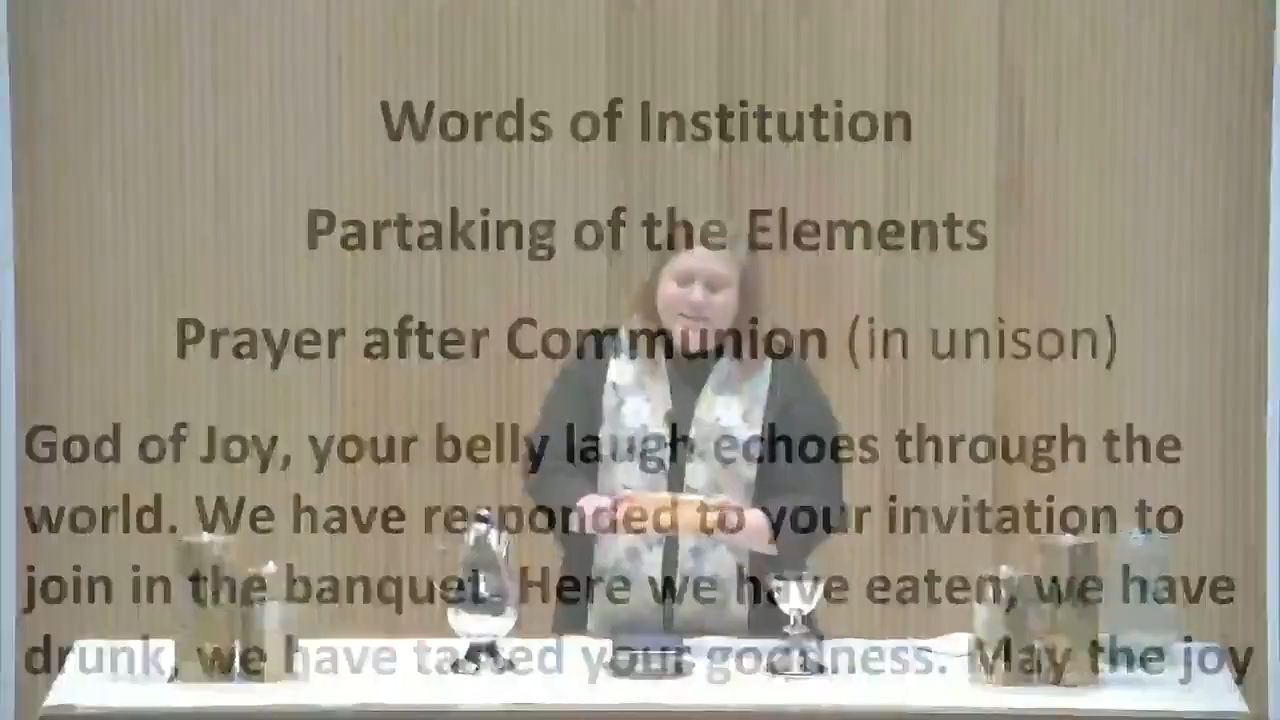 Words of Institution
Partaking of the Elements
Prayer after Communion (in unison)
God of Joy, your belly laugh echoes through the
world. We have responded to your invitation to
join in the banquet. Here we have eaten, we have
drunk, we have tasted your goodness. May the joy